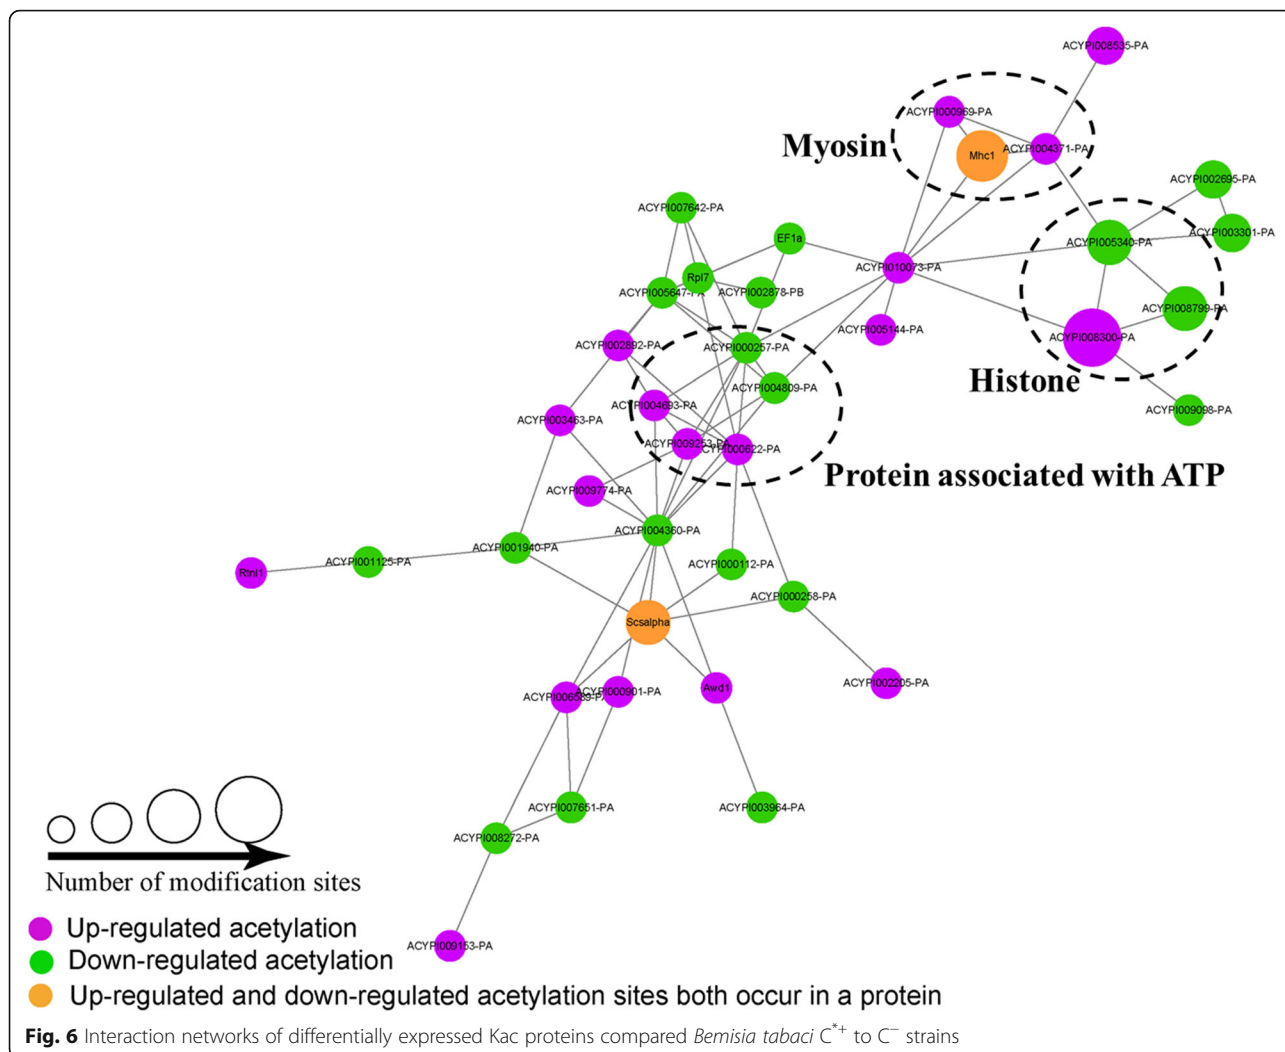 ACYPI008535-PA
ACYPI000969-PA
Myosin
Mhc1
ACYPI004371-PA
ACYPI002695-PA
ACYPI007642-PA
EF1a
ACYPI003301-PA
ACYPI005340-PA
ACYPI010073-PA
Rpl7
ACYPI005647-PA
ACYPI002878-PB
ACYPI008799-PA
ACYPI005144-PA
ACYPI008300-PA
ACYPI002892-PA
ACYPI000257-PA
Histone
ACYPI004809-PA
ACYPI004693-PA
ACYPI009098-PA
ACYPI003463-PA
ACYPI009253-PA
ACYPI000622-PA
Protein associated with ATP
ACYPI009774-PA
ACYPI004360-PA
ACYPI001940-PA
ACYPI001125-PA
ACYPI000112-PA
Rtnl1
ACYPI000258-PA
Scsalpha
ACYPI002205-PA
ACYPI006589-PA
ACYPI000901-PA
Awd1
ACYPI007651-PA
ACYPI003964-PA
ACYPI008272-PA
Number of modification sites
Up-regulated acetylation
ACYPI009153-PA
Down-regulated acetylation
Up-regulated and down-regulated acetylation sites both occur in a protein
Fig. 6 Interaction networks of differentially expressed Kac proteins compared Bemisia tabaci C*+ to C− strains